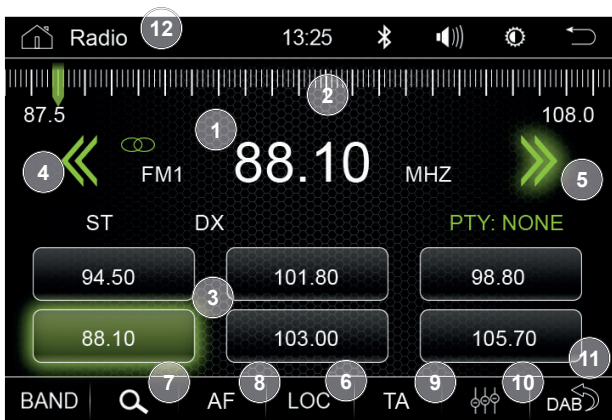 Radio 12 13:25
2
87.5 108.0
1
4 FM1 88.10 MHZ 5
ST DX PTY: NONE
94.50 101.80 98.80
3
88.10 103.00 105.70
11
7 8 6 9 10
BAND AF LOC TA DAB